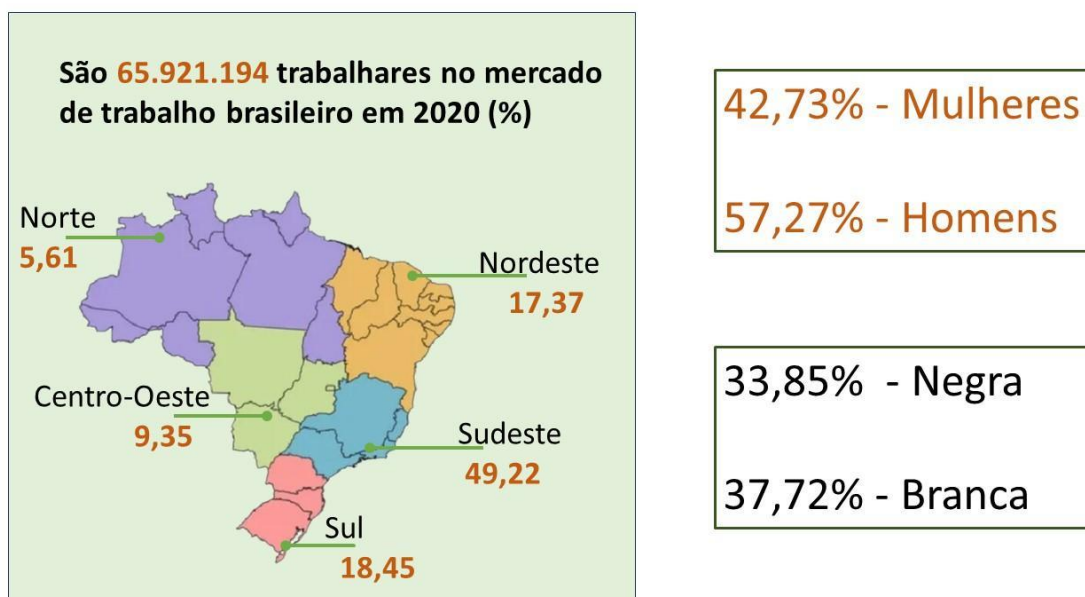 São 65.921.194 trabalhares no mercado
de trabalho brasileiro em 2020 (%)
Norte
5,61
Nordeste
17,37
Centro-Oeste
9,35
Sudeste
49,22
Sul
18,45
42,73% - Mulheres
57,27% - Homens
33,85% - Negra
37,72% - Branca